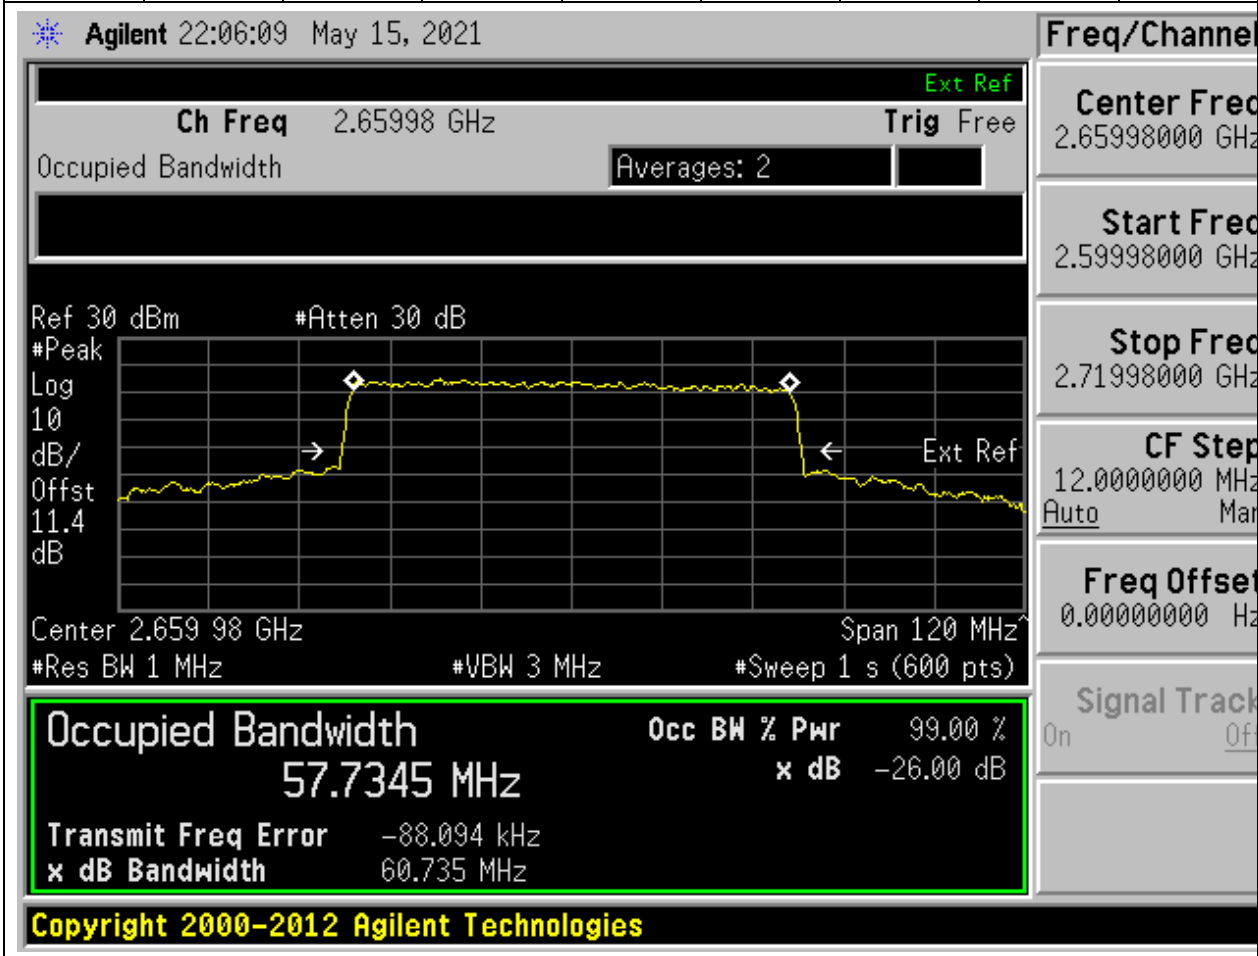 Agilent 22:06:09 May 15, 2021
Ext Ref
Ch Freq 2.65998 GHz Trig Free
Occupied Bandwidth Averages: 2
Ref 30 dBm #Atten 30 dB
#Peak
Log
10
dB/
Offst
11.4
dB
Ext Ref
Center 2.659 98 GHz Span 120 MHz^
#Res BW 1 MHz #VBW 3 MHz #Sweep 1 s (600 pts)
Occupied Bandwidth
57.7345 MHz
Occ BW % Pwr 99.00 %
x dB -26.00 dB
Transmit Freq Error -88.094 kHz
x dB Bandwidth 60.735 MHz
Copyright 2000-2012 Agilent Technologies
Freq/Channel
Center Freq
2.65998000 GHz
Start Freq
2.59998000 GHz
Stop Freq
2.71998000 GHz
CF Step
12.0000000 MHz
Auto Man
Freq Offset
0.00000000 Hz
Signal Track
On Off